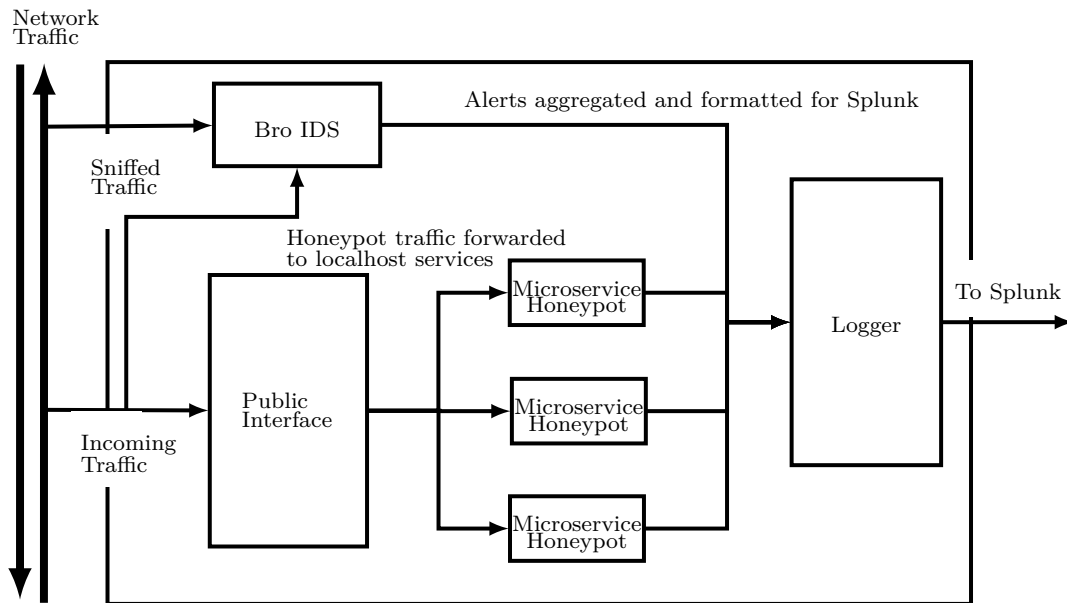 Network
Traffic
Alerts aggregated and formatted for Splunk
Bro IDS
Sniffed
Traffic
Honeypot traffic forwarded
to localhost services
Microservice
Honeypot
To Splunk
Logger
Public
Interface
Microservice
Honeypot
Incoming
Traffic
Microservice
Honeypot